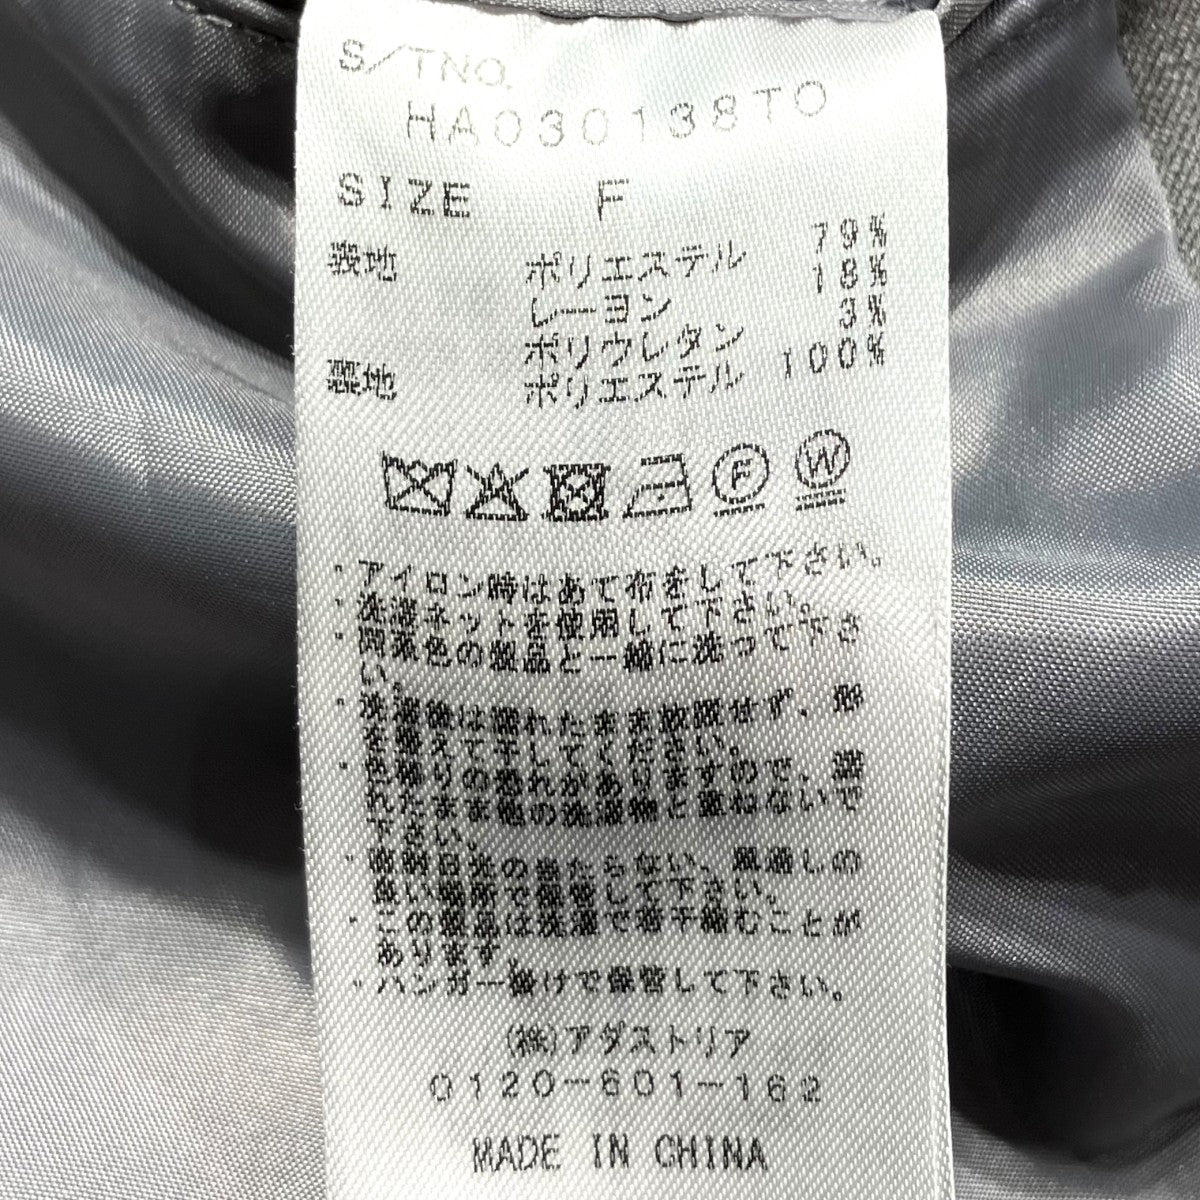 S/TNO.
HA030138TO
SIZE F
表地 ポリエステル 79%
レーヨン 18%
ポリウレタン 3%
裏地 ポリエステル 100%
F
W
・アイロン時はあて布をして下さい。
・洗濯ネットを使用して下さい。
・同系色の製品と一緒に洗って下さ
い。
・洗濯後は濡れたまま放置せず、形
を整えて干してください。
・色移りの恐れがありますので、濡
れたまま他の洗濯物と重ねないで
下さい。
・直射日光の当たらない、風通しの
良い場所で保管して下さい。
・この製品は洗濯で若干縮むことが
あります。
・ハンガー掛けで保管して下さい。
(株)アダストリア
0120-601-162
MADE IN CHINA